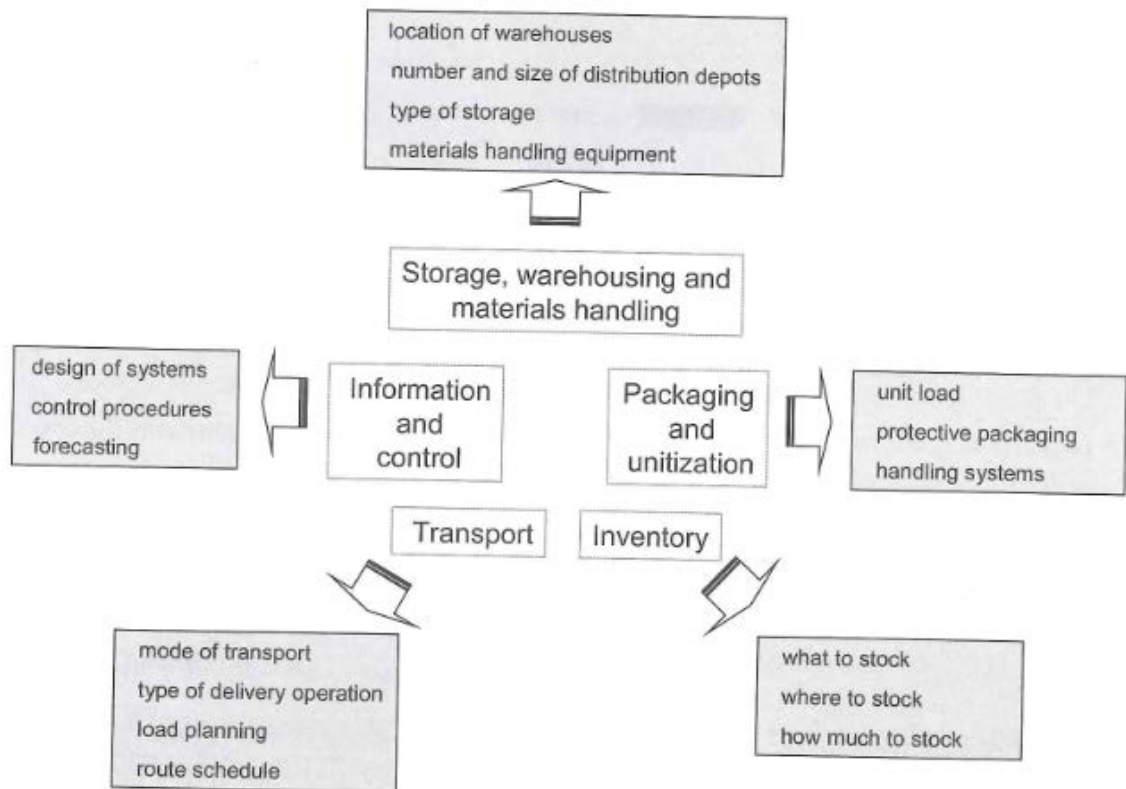 location of warehouses
number and size of distribution depots
type of storage
materials handling equipment
Storage, warehousing and
materials handling
design of systems
control procedures
forecasting
Information
and
control
Packaging
and
unitization
unit load
protective packaging
handling systems
Transport
Inventory
mode of transport
type of delivery operation
load planning
route schedule
what to stock
where to stock
how much to stock